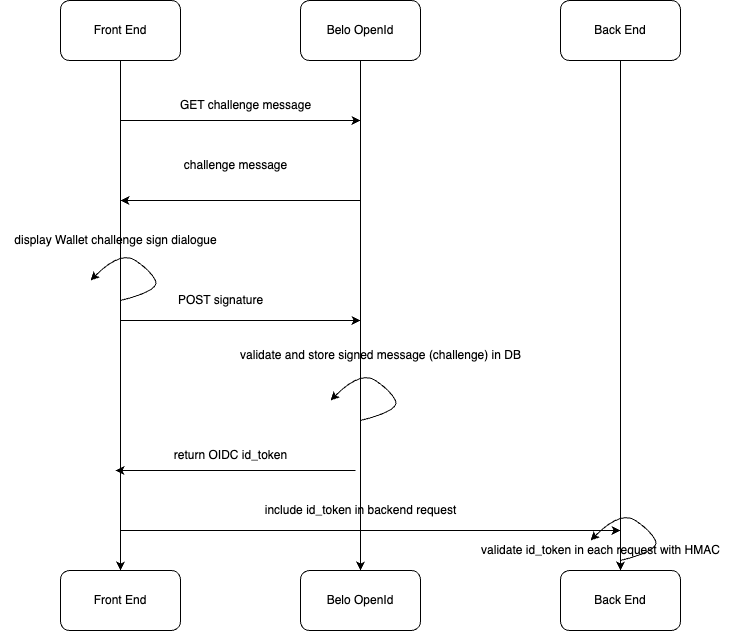 Front End
Belo OpenId
Back End
GET challenge message
challenge message
display Wallet challenge sign dialogue
POST signature
validate and store signed message (challenge) in DB
return OIDC id_token
include id_token in backend request
validate id_token in each request with HMAC
Front End
Belo OpenId
Back End